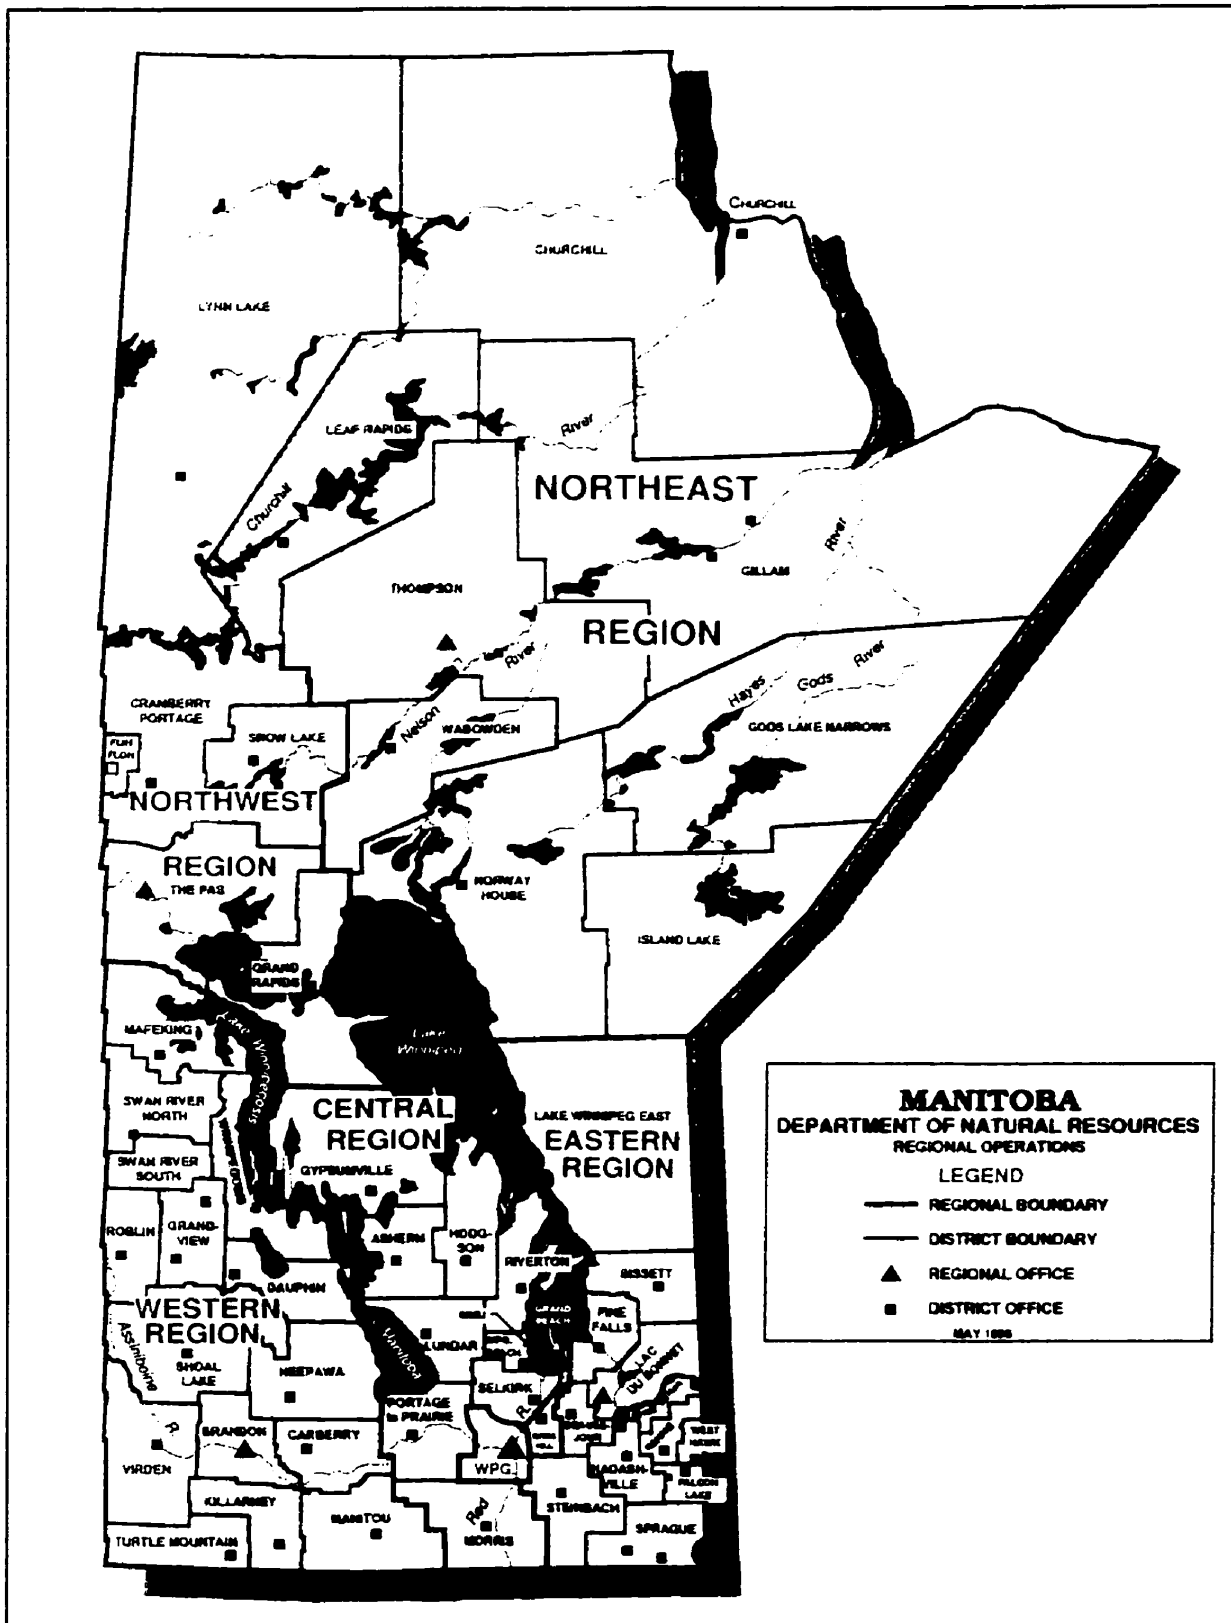 CHURCHILL
CHURCHILL
LYNN LAKE
LEAF RAPIDS
River
NORTHEAST
Churchill
River
GILLAM
THOMPSON
REGION
River
River
Hayes
Gods
CRANBERRY
PORTAGE
Nelson
WABOWDEN
GODS LAKE NARROWS
SNOW LAKE
FLIN
FLON
NORTHWEST
REGION
THE PAS
NORWAY
HOUSE
ISLAND LAKE
GRAND
RAPIDS
Lake
Winnipeg
MAFEKING
Lake
Winnipegosis
SWAN RIVER
NORTH
CENTRAL
REGION
LAKE WINNIPEG EAST
EASTERN
REGION
SWAN RIVER
SOUTH
GYPSUMVILLE
ROBLIN
GRAND-
VIEW
ASHERN
HODG-
SON
RIVERTON
BISSETT
DAUPHIN
WESTERN
REGION
GRAND
BEACH
PINE
FALLS
Assiniboine
Manitoba
LUNDAR
LAC
DU BONNET
SHOAL
LAKE
NEEPAWA
SELKIRK
R.
PORTAGE
la PRAIRIE
R.
BRANDON
CARBERRY
WEST
HAWK
VIRDEN
WPG.
HADASH-
VILLE
FALCON
LAKE
KILLARNEY
STEINBACH
MANITOU
Red
MORRIS
SPRAGUE
TURTLE MOUNTAIN
MANITOBA
DEPARTMENT OF NATURAL RESOURCES
REGIONAL OPERATIONS
LEGEND
REGIONAL BOUNDARY
DISTRICT BOUNDARY
REGIONAL OFFICE
DISTRICT OFFICE